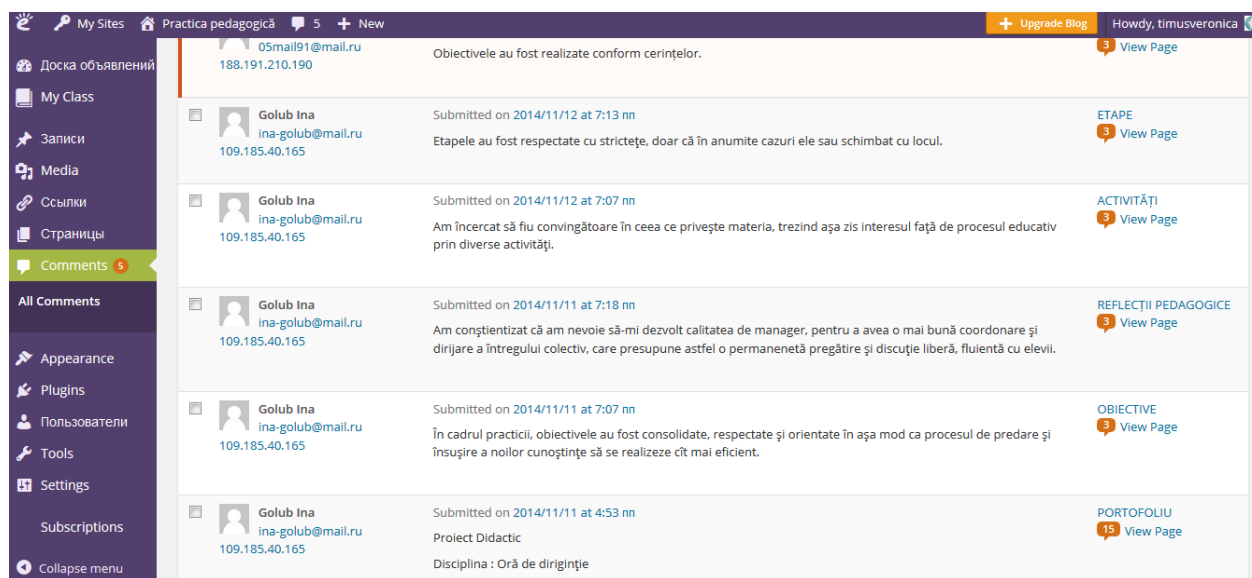 My Sites Practica pedagogică 5 + New Upgrade Blog Howdy, timusveronica
Доска объявлений
My Class
Записи
Media
Ссылки
Страницы
Comments 5
All Comments
Appearance
Plugins
Пользователи
Tools
Settings
Subscriptions
Collapse menu
05mail91@mail.ru
188.191.210.190
Obiectivele au fost realizate conform cerințelor.
3 View Page
Golub Ina
ina-golub@mail.ru
109.185.40.165
Submitted on 2014/11/12 at 7:13 пп
Etapele au fost respectate cu strictețe, doar că în anumite cazuri ele sau schimbat cu locul.
ETAPE
3 View Page
Golub Ina
ina-golub@mail.ru
109.185.40.165
Submitted on 2014/11/12 at 7:07 пп
Am încercat să fiu convingătoare în ceea ce priveşte materia, trezind aşa zis interesul faţă de procesul educativ
prin diverse activităţi.
ACTIVITĂȚI
3 View Page
Golub Ina
ina-golub@mail.ru
109.185.40.165
Submitted on 2014/11/11 at 7:18 пп
Am conştientizat că am nevoie să-mi dezvolt calitatea de manager, pentru a avea o mai bună coordonare şi
dirijare a întregului colectiv, care presupune astfel o permanenetă pregătire şi discuţie liberă, fluientă cu elevii.
REFLECȚII PEDAGOGICE
3 View Page
Golub Ina
ina-golub@mail.ru
109.185.40.165
Submitted on 2014/11/11 at 7:07 пп
În cadrul practicii, obiectivele au fost consolidate, respectate şi orientate în aşa mod ca procesul de predare şi
însuşire a noilor cunoştinţe să se realizeze cît mai eficient.
OBIECTIVE
3 View Page
Golub Ina
ina-golub@mail.ru
109.185.40.165
Submitted on 2014/11/11 at 4:53 пп
Proiect Didactic
Disciplina : Oră de diriginţie
PORTOFOLIU
15 View Page